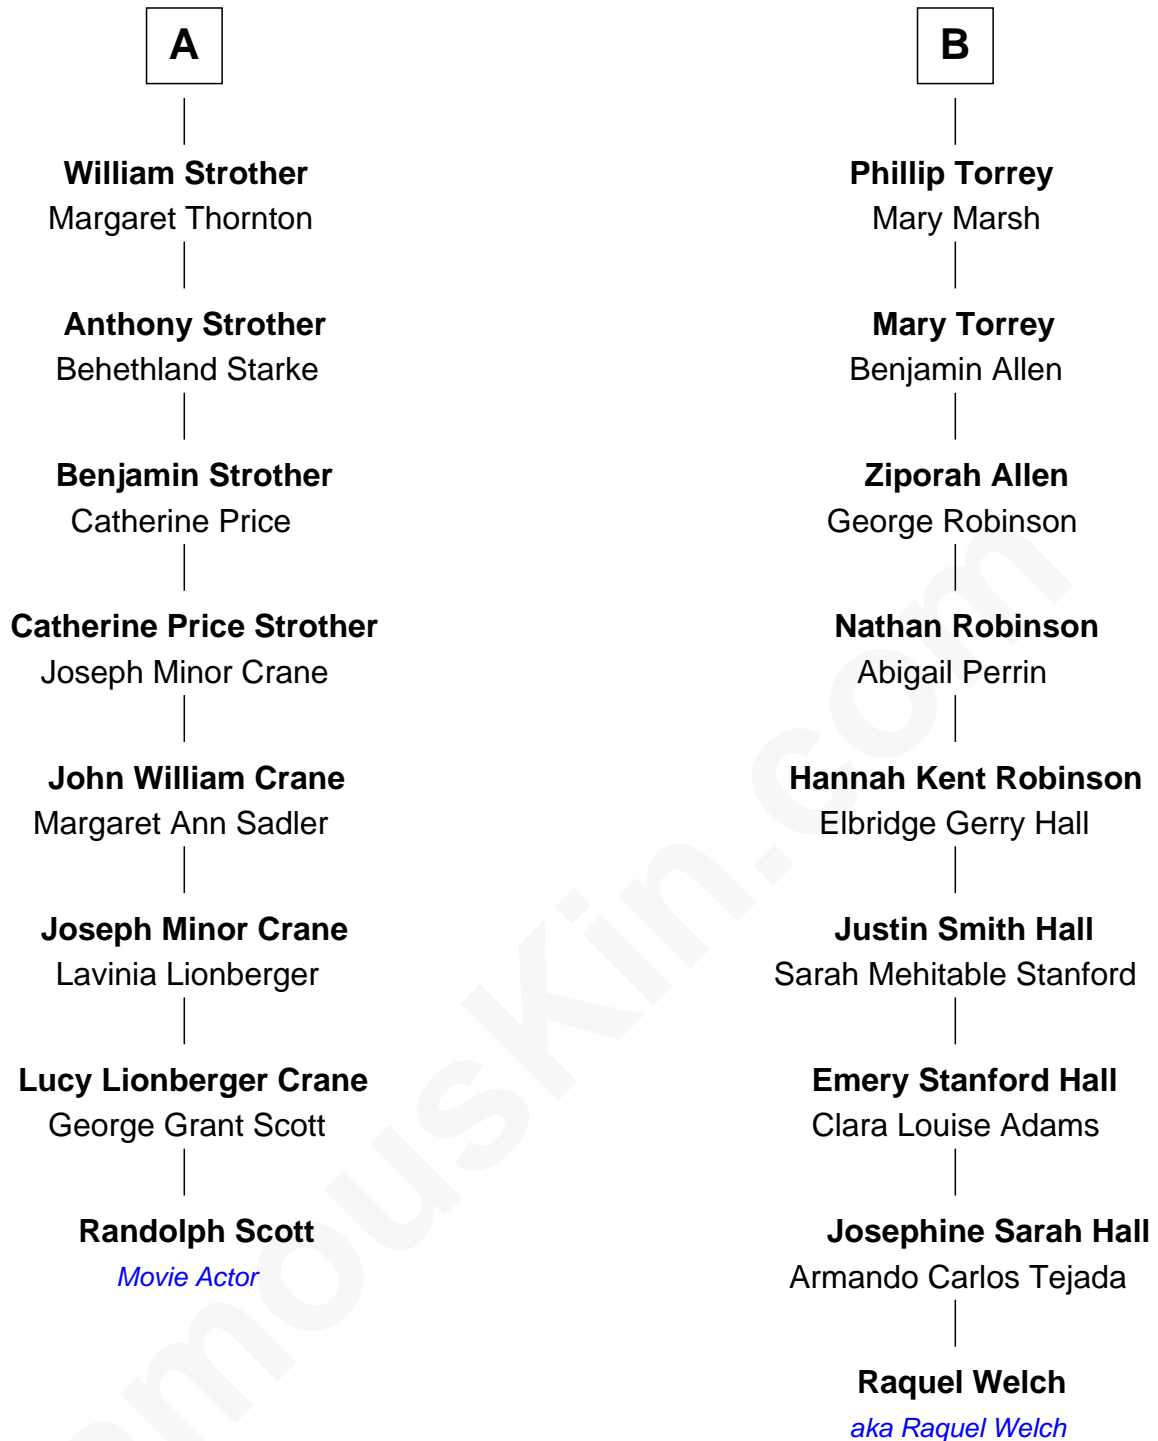 A
William Strother
Margaret Thornton
Anthony Strother
Behethland Starke
Benjamin Strother
Catherine Price
Catherine Price Strother
Joseph Minor Crane
John William Crane
Margaret Ann Sadler
Joseph Minor Crane
Lavinia Lionberger
Lucy Lionberger Crane
George Grant Scott
Randolph Scott
Movie Actor
B
Phillip Torrey
Mary Marsh
Mary Torrey
Benjamin Allen
Ziporah Allen
George Robinson
Nathan Robinson
Abigail Perrin
Hannah Kent Robinson
Elbridge Gerry Hall
Justin Smith Hall
Sarah Mehitable Stanford
Emery Stanford Hall
Clara Louise Adams
Josephine Sarah Hall
Armando Carlos Tejada
Raquel Welch
aka Raquel Welch
amouskin.com